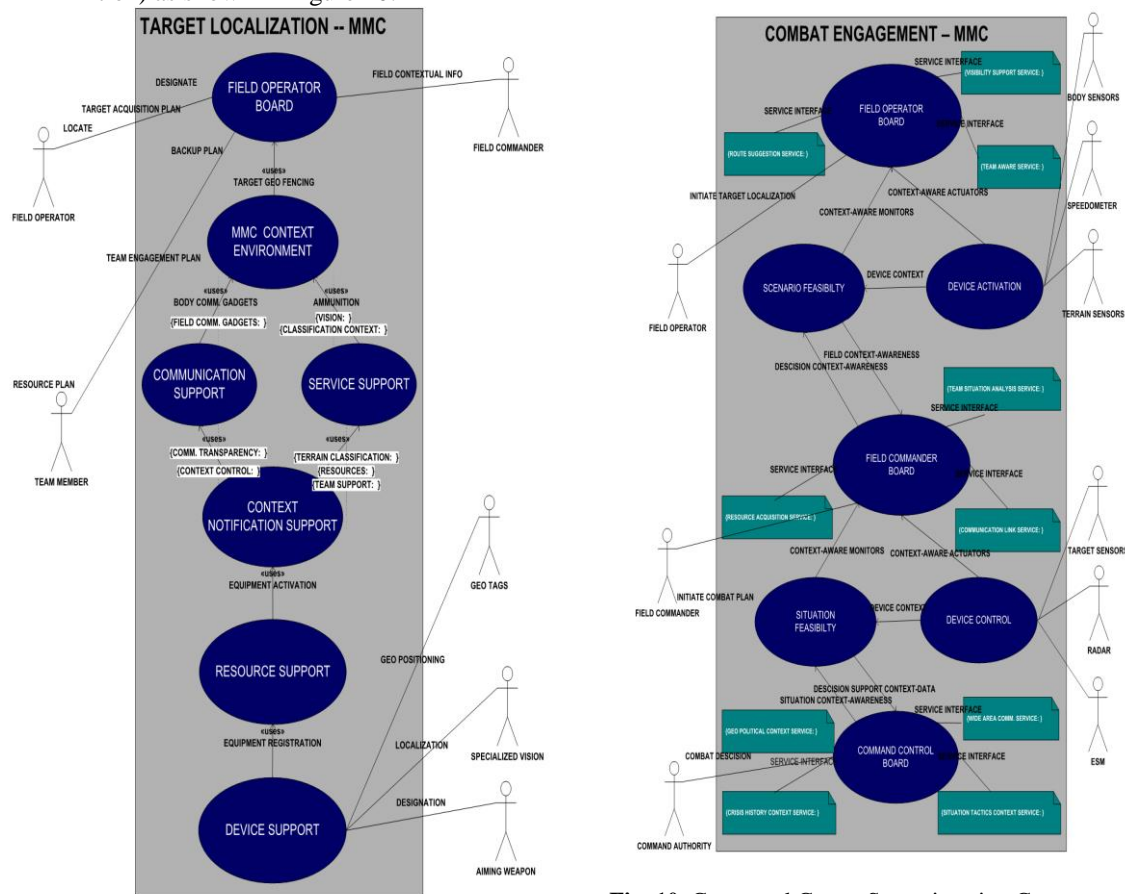 as shown
TARGET LOCALIZATION -- MMC
DESIGNATE
FIELD OPERATOR
BOARD
FIELD CONTEXTUAL INFO
TARGET ACQUISITION PLAN
LOCATE
BACKUP PLAN
FIELD COMMANDER
«uses»
TARGET GEO FENCING
FIELD OPERATOR
MMC CONTEXT
ENVIRONMENT
TEAM ENGAGEMENT PLAN
«uses»
BODY COMM. GADGETS
{FIELD COMM. GADGETS: }
«uses»
AMMUNITION
{VISION: }
{CLASSIFICATION CONTEXT: }
COMMUNICATION
SUPPORT
SERVICE SUPPORT
RESOURCE PLAN
TEAM MEMBER
«uses»
{COMM. TRANSPARENCY: }
{CONTEXT CONTROL: }
«uses»
{TERRAIN CLASSIFICATION: }
{RESOURCES: }
{TEAM SUPPORT: }
CONTEXT
NOTIFICATION SUPPORT
«uses»
EQUIPMENT ACTIVATION
GEO TAGS
RESOURCE SUPPORT
GEO POSITIONING
«uses»
EQUIPMENT REGISTRATION
LOCALIZATION
SPECIALIZED VISION
DEVICE SUPPORT
DESIGNATION
AIMING WEAPON
COMBAT ENGAGEMENT – MMC
SERVICE INTERFACE
{VISIBILITY SUPPORT SERVICE: }
BODY SENSORS
FIELD OPERATOR
BOARD
SERVICE INTERFACE
SERVICE INTERFACE
{ROUTE SUGGESTION SERVICE: }
{TEAM AWARE SERVICE: }
INITIATE TARGET LOCALIZATION
CONTEXT-AWARE ACTUATORS
CONTEXT-AWARE MONITORS
SPEEDOMETER
SCENARIO FEASIBILTY
DEVICE CONTEXT
DEVICE ACTIVATION
FIELD OPERATOR
TERRAIN SENSORS
FIELD CONTEXT-AWARENESS
DESCISION CONTEXT-AWARENESS
{TEAM SITUATION ANALYSIS SERVICE: }
SERVICE INTERFACE
FIELD COMMANDER
BOARD
SERVICE INTERFACE
SERVICE INTERFACE
{RESOURCE ACQUISITION SERVICE: }
{COMMUNICATION LINK SERVICE: }
CONTEXT-AWARE MONITORS
CONTEXT-AWARE ACTUATORS
TARGET SENSORS
INITIATE COMBAT PLAN
FIELD COMMANDER
SITUATION
FEASIBILTY
DEVICE CONTEXT
DEVICE CONTROL
RADAR
DESCISION SUPPORT CONTEXT-DATA
SITUATION CONTEXT-AWARENESS
SERVICE INTERFACE
{WIDE AREA COMM. SERVICE: }
{GEO POLITICAL CONTEXT SERVICE: }
COMBAT DESCISION
SERVICE INTERFACE
COMMAND CONTROL
BOARD
SERVICE INTERFACE
ESM
{CRISIS HISTORY CONTEXT SERVICE: }
{SITUATION TACTICS CONTEXT SERVICE: }
COMMAND AUTHORITY